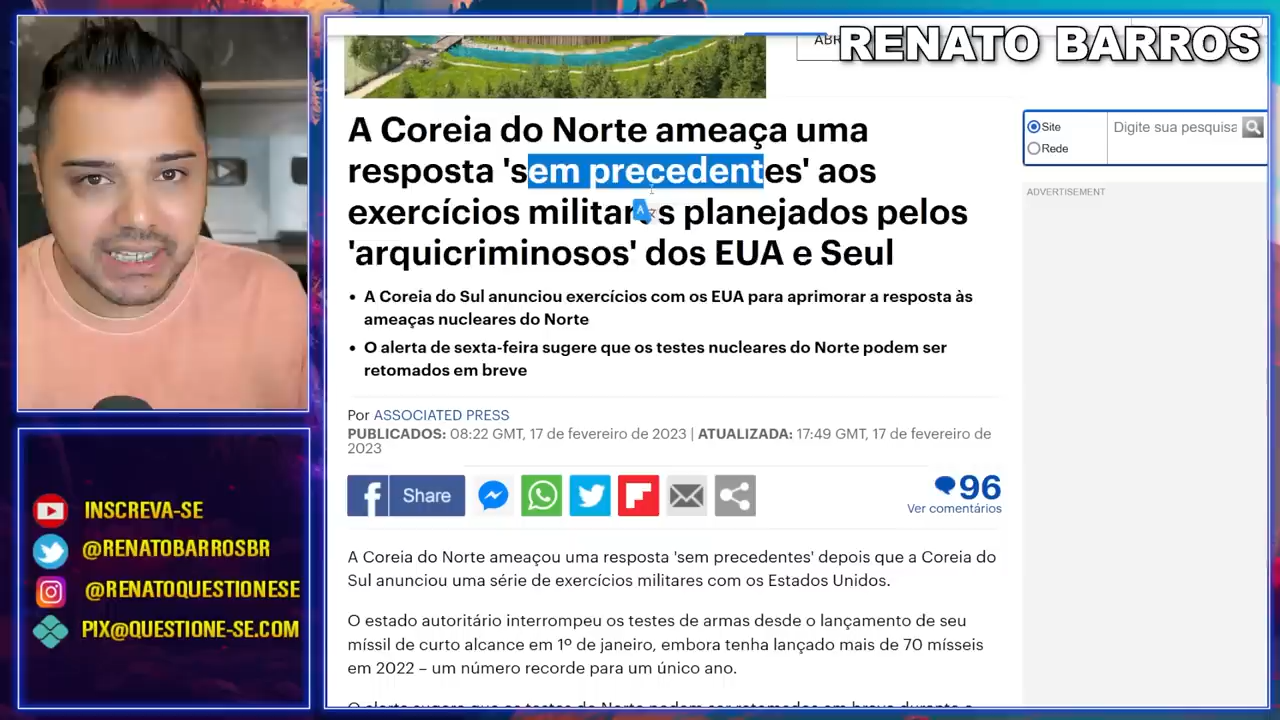 RENATO BARROS
A Coreia do Norte ameaça uma
resposta 'sem precedentes' aos
exercícios militares planejados pelos
'arquicriminosos' dos EUA e Seul
• A Coreia do Sul anunciou exercícios com os EUA para aprimorar a resposta às
ameaças nucleares do Norte
• O alerta de sexta-feira sugere que os testes nucleares do Norte podem ser
retomados em breve
Por ASSOCIATED PRESS
PUBLICADOS: 08:22 GMT, 17 de fevereiro de 2023 | ATUALIZADA: 17:49 GMT, 17 de fevereiro de
2023
Share
96
Ver comentários
A Coreia do Norte ameaçou uma resposta 'sem precedentes' depois que a Coreia do
Sul anunciou uma série de exercícios militares com os Estados Unidos.
O estado autoritário interrompeu os testes de armas desde o lançamento de seu
míssil de curto alcance em 1º de janeiro, embora tenha lançado mais de 70 mísseis
em 2022 – um número recorde para um único ano.
Site
Digite sua pesquisa
Rede
ADVERTISEMENT
INSCREVA-SE
@RENATOBARROSBR
@RENATOQUESTIONESE
PIX@QUESTIONE-SE.COM